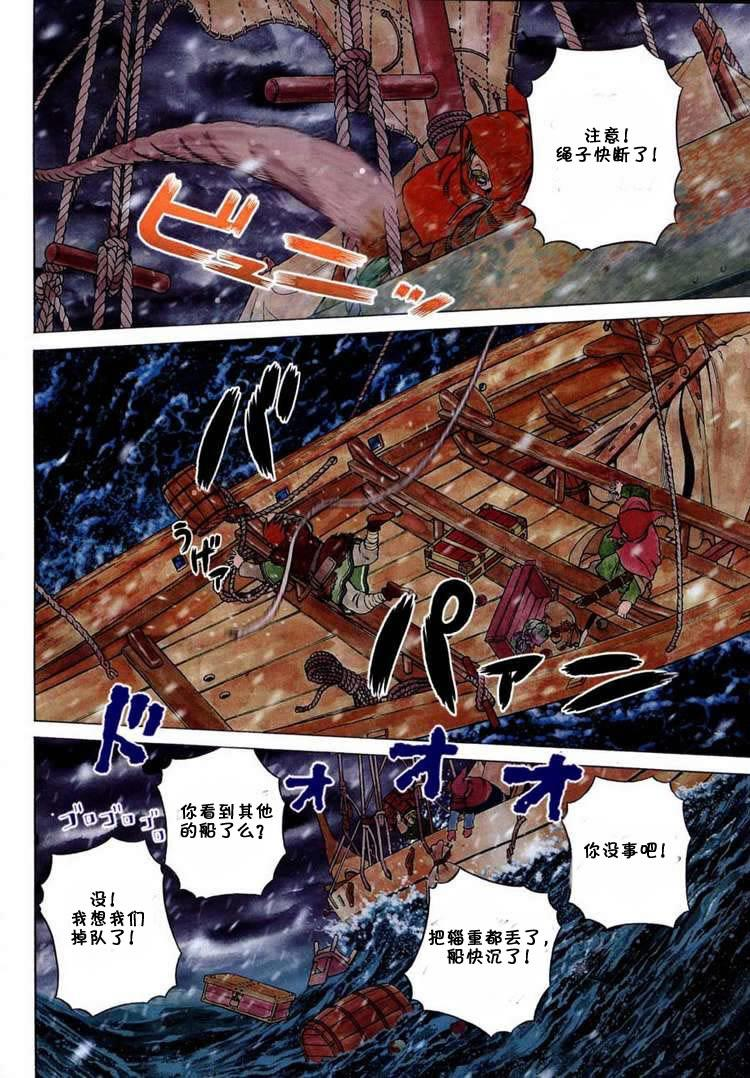 注意!
绳子快断了!
ビュニッ
バ
うげァ
パァニ
ドオオオ
你没事吧!
把辎重都丢了,
船快沉了!
你看到其他
的船了么?
ゴロゴロゴロ
没!
我想我们
掉队了!